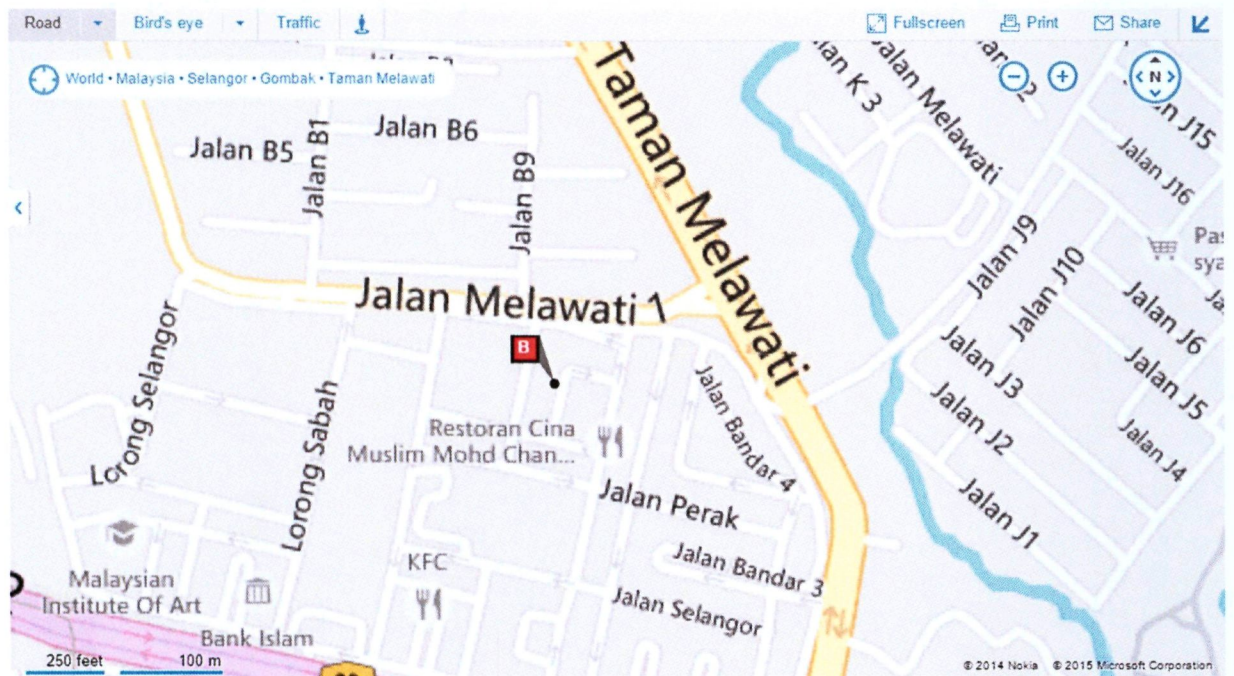 Road
Bird's eye
Traffic
Fullscreen
Print
Share
World • Malaysia • Selangor • Gombak • Taman Melawati
N
Taman Melawati
Jalan Melawati
Jalan B6
Jalan B5
Jalan B1
Jalan B9
Jalan Melawati 1
B
Jalan J9
Jalan J10
J15
Jalan J16
Jalan J6
Jalan J5
Jalan J4
Jalan J3
Jalan J2
Jalan J1
Lorong Selangor
Lorong Sabah
Restoran Cina
Muslim Mohd Chan...
Jalan Bandar 4
Jalan Perak
Jalan Bandar 3
Jalan Selangor
KFC
Malaysian
Institute Of Art
Bank Islam
250 feet
100 m
© 2014 Nokia
© 2015 Microsoft Corporation